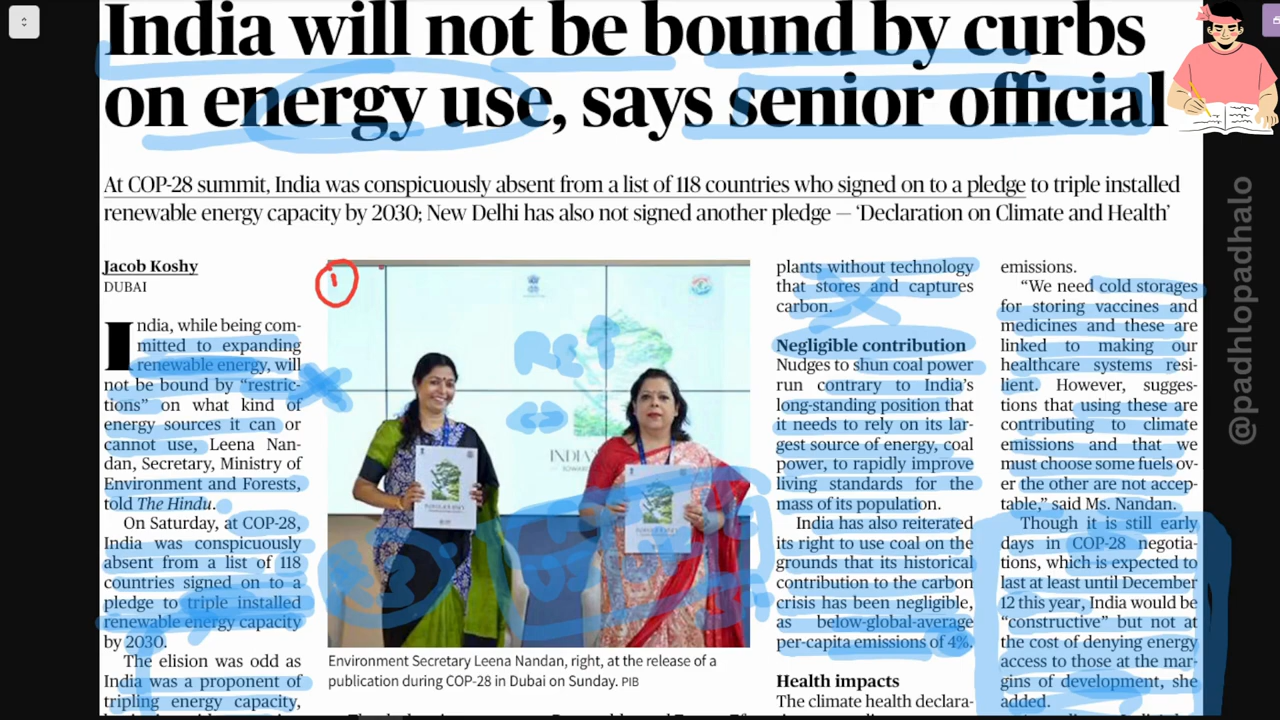 India will not be bound by curbs
on energy use, says senior official
At COP-28 summit, India was conspicuously absent from a list of 118 countries who signed on to a pledge to triple installed
renewable energy capacity by 2030; New Delhi has also not signed another pledge — ‘Declaration on Climate and Health’
Jacob Koshy
DUBAI
India, while being com-
mitted to expanding
renewable energy, will
not be bound by “restric-
tions” on what kind of
energy sources it can or
cannot use, Leena Nan-
dan, Secretary, Ministry of
Environment and Forests,
told The Hindu.
On Saturday, at COP-28,
India was conspicuously
absent from a list of 118
countries signed on to a
pledge to triple installed
renewable energy capacity
by 2030.
The elision was odd as
India was a proponent of
tripling energy capacity,
Environment Secretary Leena Nandan, right, at the release of a
publication during COP-28 in Dubai on Sunday. PIB
plants without technology
that stores and captures
carbon.
Negligible contribution
Nudges to shun coal power
run contrary to India’s
long-standing position that
it needs to rely on its lar-
gest source of energy, coal
power, to rapidly improve
living standards for the
mass of its population.
India has also reiterated
its right to use coal on the
grounds that its historical
contribution to the carbon
crisis has been negligible,
as below-global-average
per-capita emissions of 4%.
Health impacts
The climate health declara-
emissions.
“We need cold storages
for storing vaccines and
medicines and these are
linked to making our
healthcare systems resi-
lient. However, sugges-
tions that using these are
contributing to climate
emissions and that we
must choose some fuels ov-
er the other are not accep-
table,” said Ms. Nandan.
Though it is still early
days in COP-28 negotia-
tions, which is expected to
last at least until December
12 this year, India would be
“constructive” but not at
the cost of denying energy
access to those at the mar-
gins of development, she
added.
@padhlopadhalo